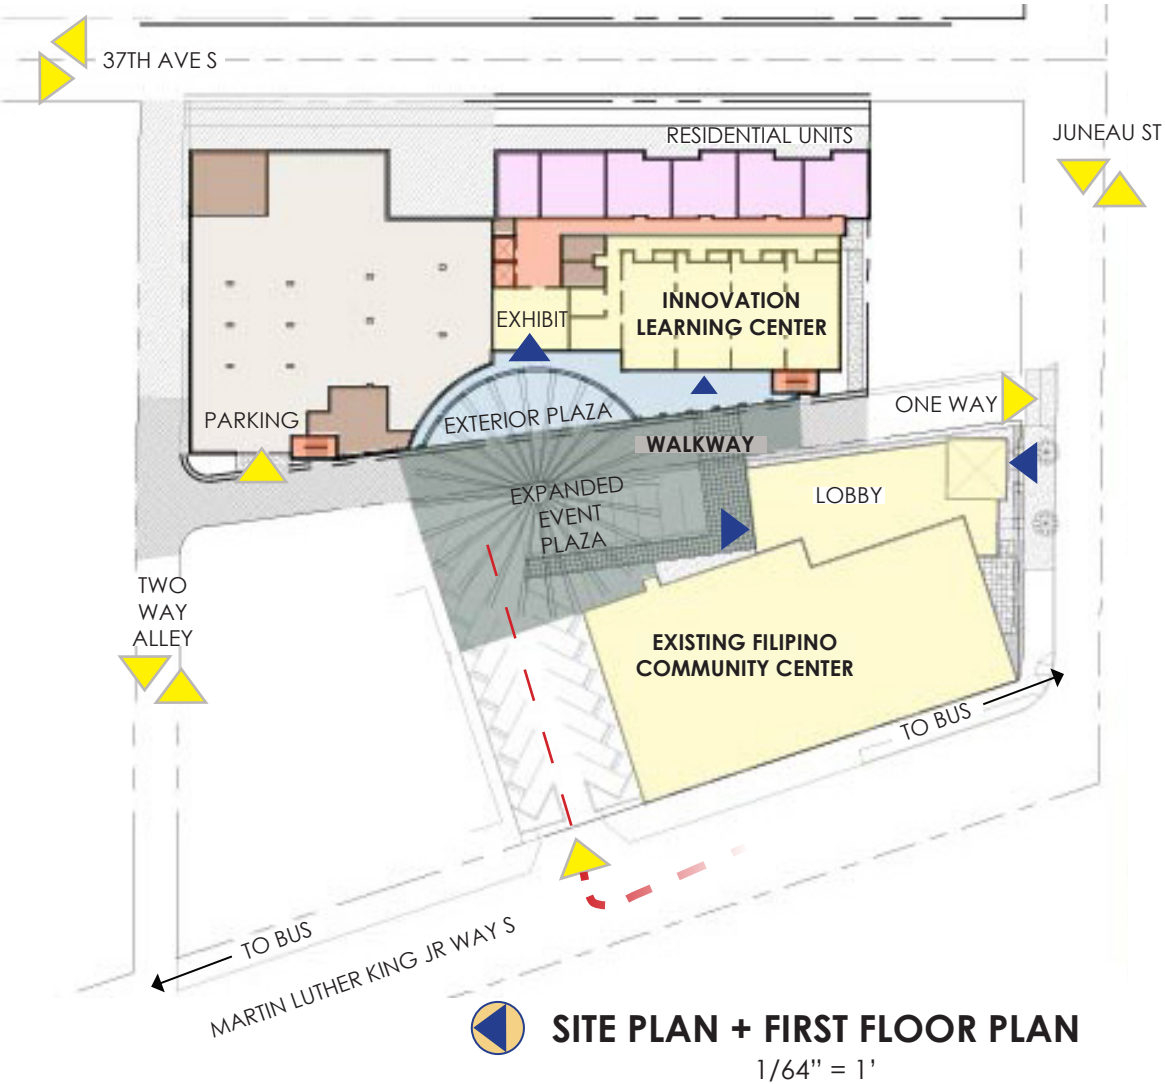 37TH AVE S
RESIDENTIAL UNITS
JUNEAU ST
INNOVATION
LEARNING CENTER
EXHIBIT
EXTERIOR PLAZA
PARKING
ONE WAY
WALKWAY
LOBBY
EXPANDED
EVENT
PLAZA
TWO
WAY
ALLEY
EXISTING FILIPINO
COMMUNITY CENTER
TO BUS
TO BUS
MARTIN LUTHER KING JR WAY S
SITE PLAN + FIRST FLOOR PLAN
1/64” = 1’